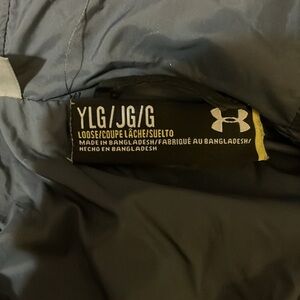 YLG/JG/G
LOOSE/COUPE LÂCHE/SUELTO
MADE IN BANGLADESH/FABRIQUÉ AU BANGLADESH/
HECHO EN BANGLADESH